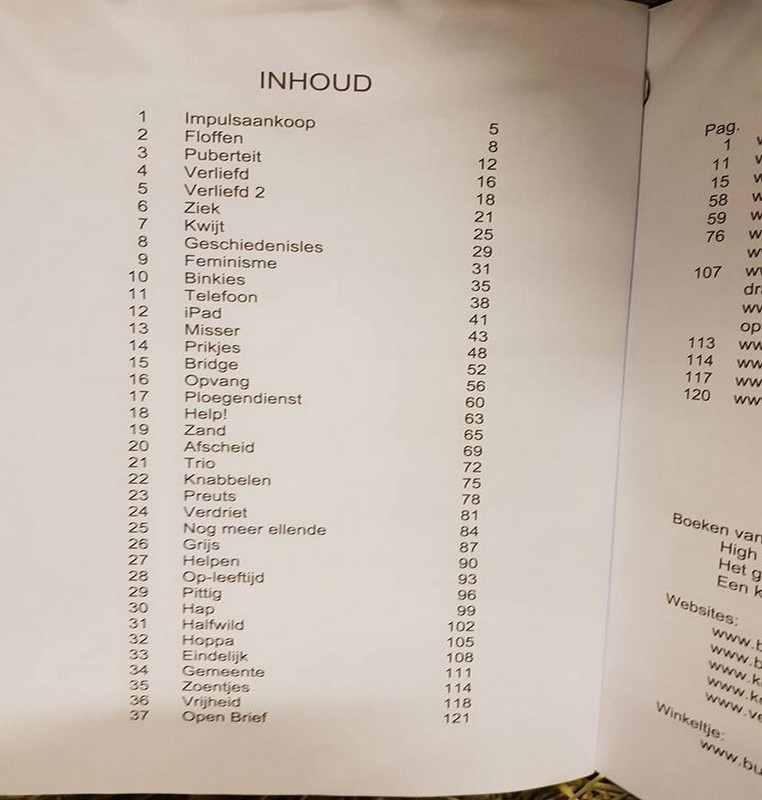 INHOUD
1 Impulsaankoop 5
2 Floffen 8
3 Puberteit 12
4 Verliefd 16
5 Verliefd 2 18
6 Ziek 21
7 Kwijt 25
8 Geschiedenisles 29
9 Feminisme 31
10 Binkies 35
11 Telefoon 38
12 iPad 41
13 Misser 43
14 Prikjes 48
15 Bridge 52
16 Opvang 56
17 Ploegendienst 60
18 Help! 63
19 Zand 65
20 Afscheid 69
21 Trio 72
22 Knabbelen 75
23 Preuts 78
24 Verdriet 81
25 Nog meer ellende 84
26 Grijs 87
27 Helpen 90
28 Op-leeftijd 93
29 Pittig 96
30 Hap 99
31 Halfwild 102
32 Hoppa 105
33 Eindelijk 108
34 Gemeente 111
35 Zoentjes 114
36 Vrijheid 118
37 Open Brief 121
Pag.
1
11
15
58
59
76
107
113
114
117
120
Boeken van
High
Het
Een
Websites:
Winkeltje: